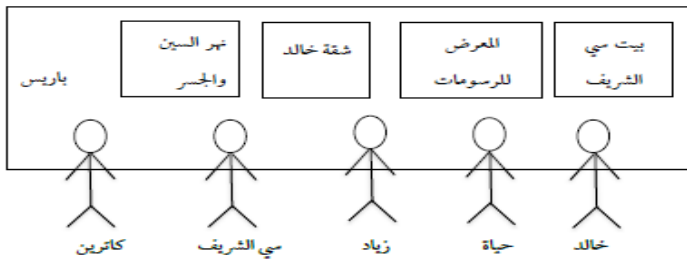 بيت سي
الشريف
المعرض
للرسومات
شقة خالد
نهر السين
والجسر
باريس
خالد
حياة
زياد
سي الشريف
كاترين